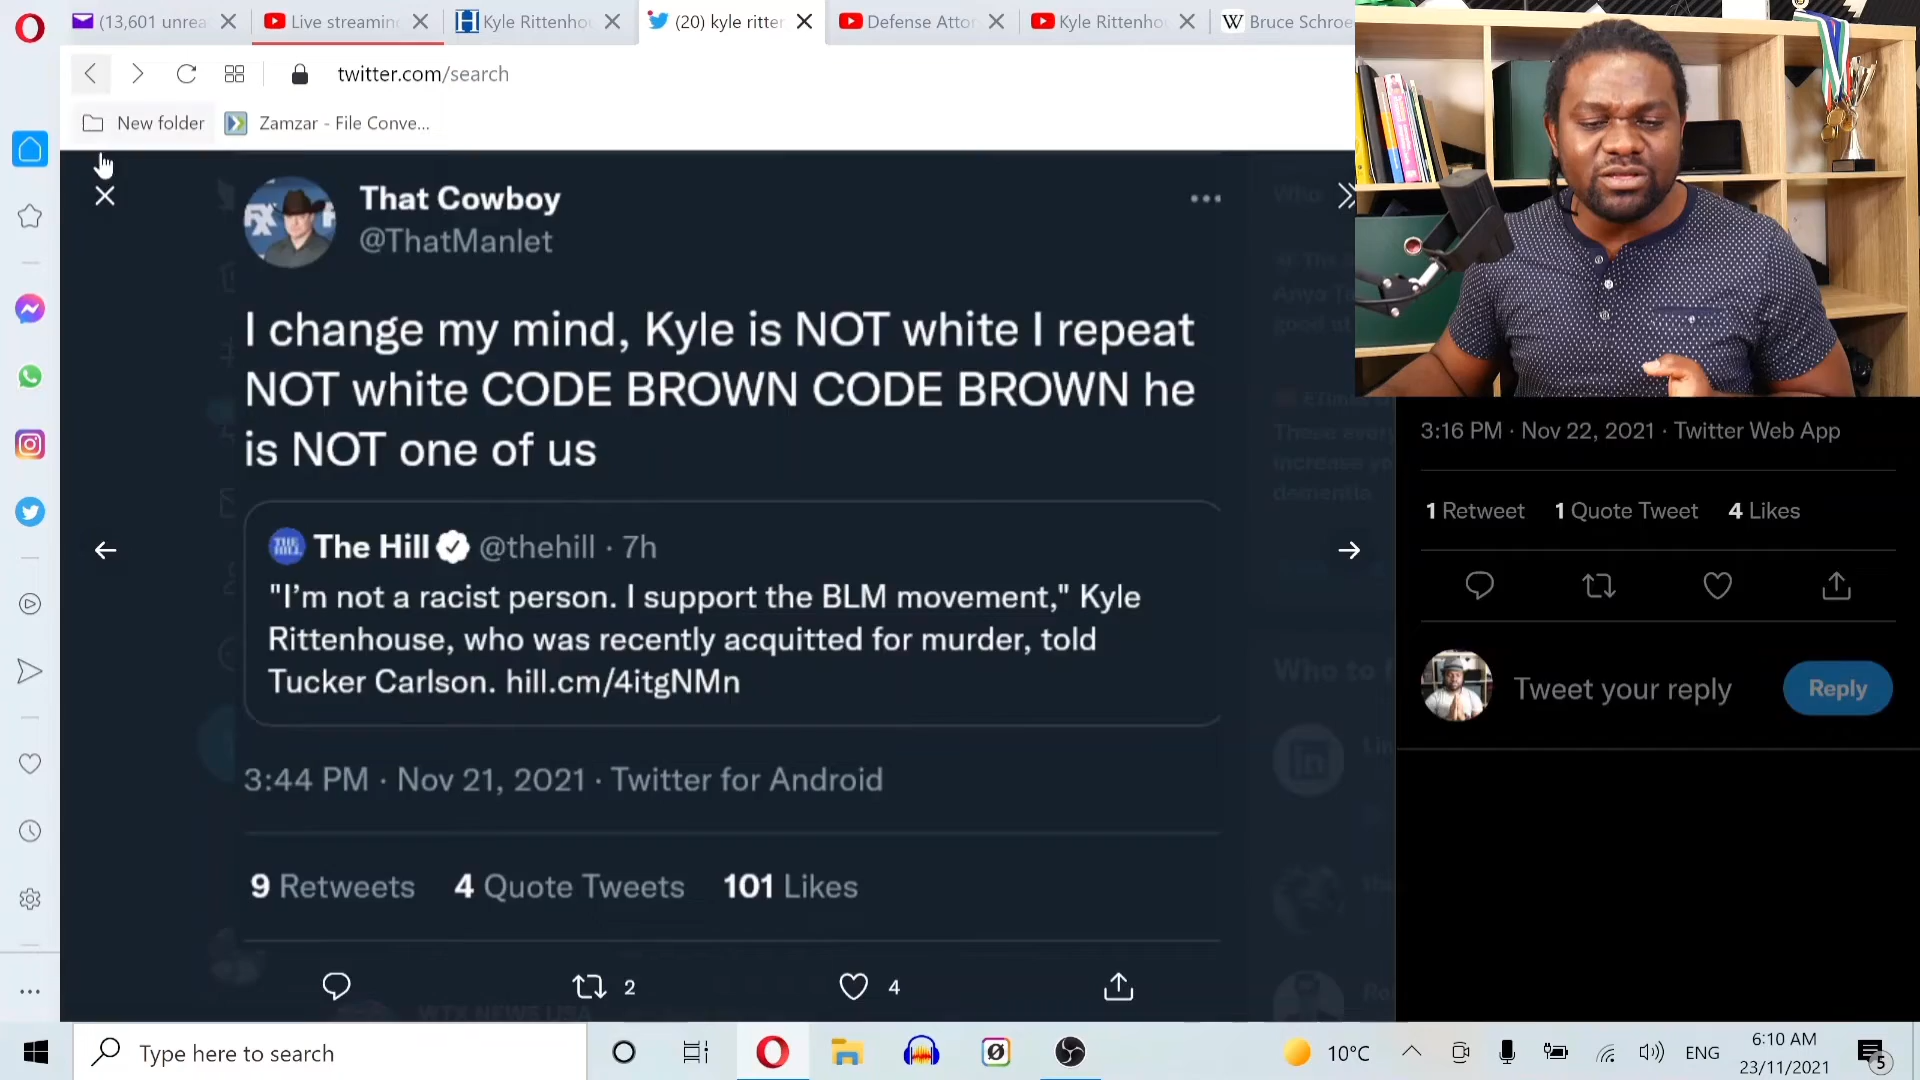 (13,601 unrea
Live streaming
Kyle Rittenhou
(20) kyle ritter
Defense Atto
Kyle Rittenho
W Bruce Schroe
twitter.com/search
New folder
Zamzar - File Conve...
That Cowboy
@ThatManlet
I change my mind, Kyle is NOT white I repeat
NOT white CODE BROWN CODE BROWN he
is NOT one of us
The Hill @thehill · 7h
"I'm not a racist person. I support the BLM movement," Kyle
Rittenhouse, who was recently acquitted for murder, told
Tucker Carlson. hill.cm/4itgNMn
3:44 PM · Nov 21, 2021 · Twitter for Android
9 Retweets 4 Quote Tweets 101 Likes
2
4
Who to f
3:16 PM · Nov 22, 2021 · Twitter Web App
1 Retweet 1 Quote Tweet 4 Likes
Tweet your reply
Reply
Type here to search
10°C
ENG
6:10 AM
23/11/2021
5